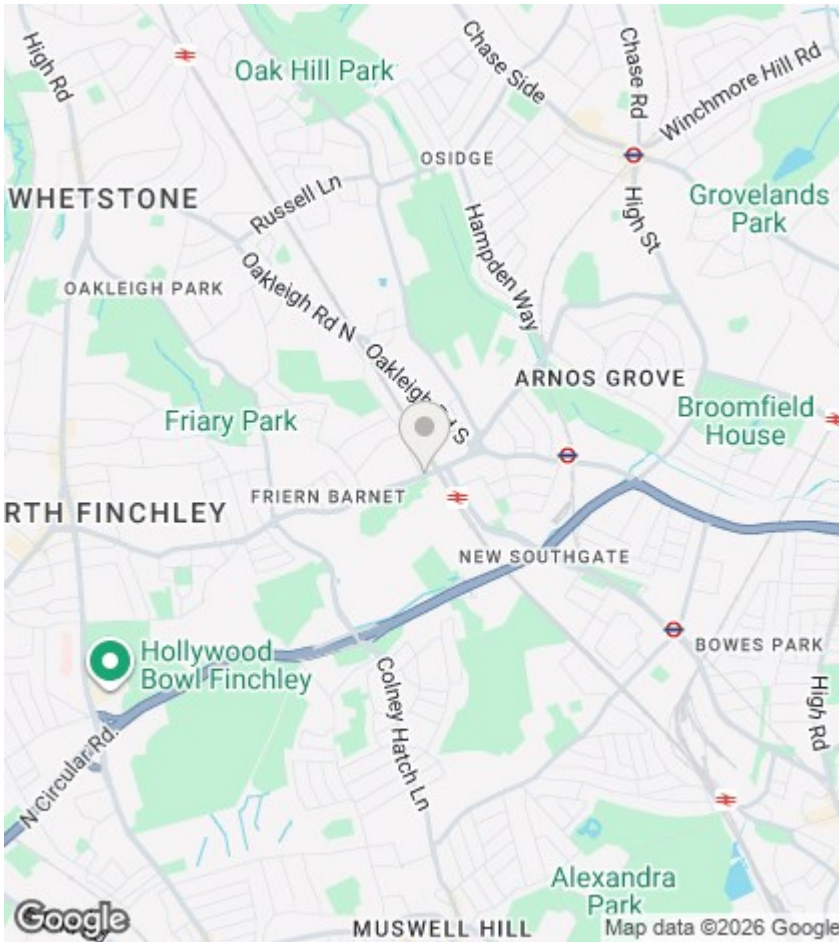 High Rd
Oak Hill Park
Chase Side
Chase Rd
Winchmore Hill Rd
OSIDGE
WHETSTONE
Russell Ln
High St
Grovelands
Park
Hampden Way
OAKLEIGH PARK
Oakleigh Rd N
Oakleigh Rd S
ARNOS GROVE
Friary Park
Broomfield
House
FRIERN BARNET
RTH FINCHLEY
NEW SOUTHGATE
BOWES PARK
Hollywood
Bowl Finchley
Colney Hatch Ln
High Rd
N Circular Rd.
Alexandra
Park
Google
MUSWELL HILL
Map data ©2026 Google